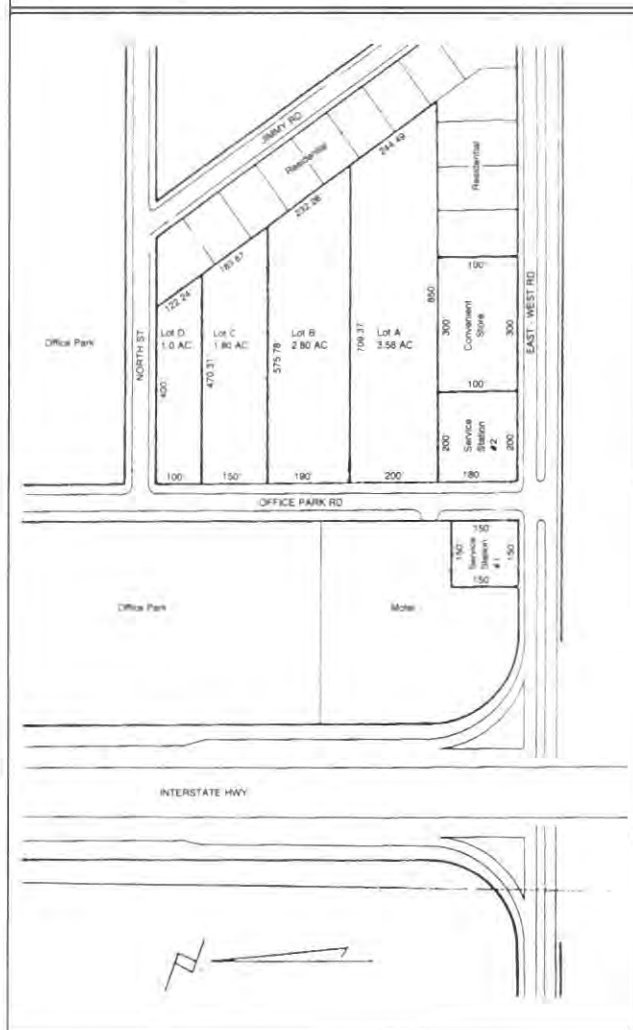 JIMMY RD
Residential
244.49
232.26
183.87
122.24
Residential
Office Park
NORTH ST
Lot D
1.0 AC
400'
Lot C
1.80 AC
470.31
Lot B
2.80 AC
575.78
Lot A
3.58 AC
709.37
850
100'
300
Convenient
Store
300
100'
200
Service
Station
#2
200
EAST - WEST RD
100'
150'
190'
200'
180
OFFICE PARK RD
150'
150
Service
Station
#1
150
150'
Office Park
Motel
INTERSTATE HWY
N